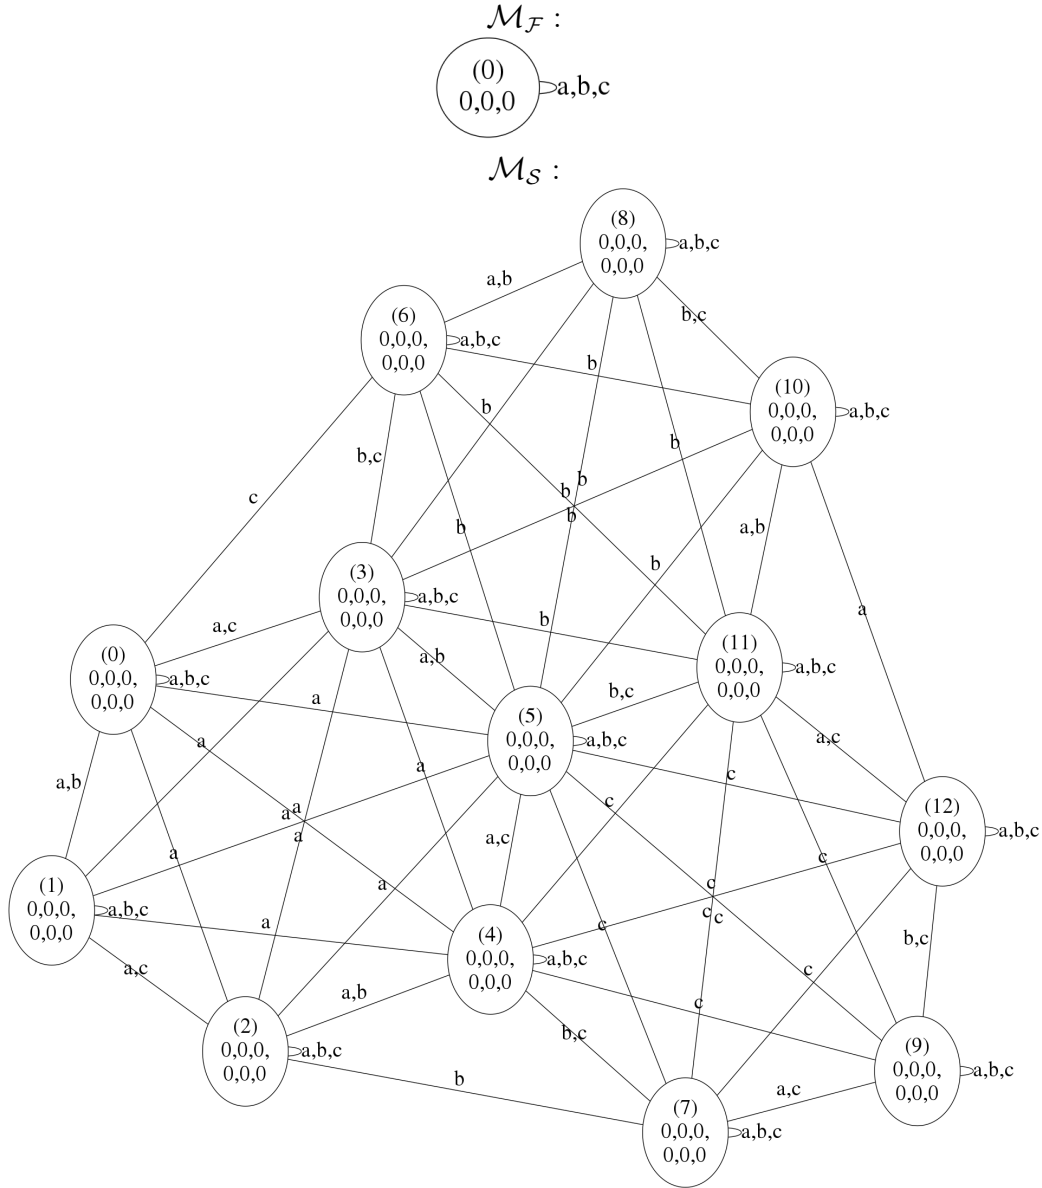 M_F :
(0)
0,0,0
a,b,c
M_S :
(8)
0,0,0,
0,0,0
a,b,c
a,b
b,c
(6)
0,0,0,
0,0,0
a,b,c
b
(10)
0,0,0,
0,0,0
a,b,c
b
b
b,c
b
b
b
c
b
a,b
b
(3)
0,0,0,
0,0,0
a,b,c
a
b
a,c
(11)
0,0,0,
0,0,0
a,b,c
(0)
0,0,0,
0,0,0
a,b,c
a,b
b,c
a
(5)
0,0,0,
0,0,0
a,b,c
a,c
a
a
c
a,b
c
a
a
a
(12)
0,0,0,
0,0,0
a,b,c
a,c
a
c
a
(1)
0,0,0,
0,0,0
a,b,c
c
c
c
a
c
(4)
0,0,0,
0,0,0
a,b,c
b,c
a,c
c
a,b
c
(2)
0,0,0,
0,0,0
a,b,c
b,c
(9)
0,0,0,
0,0,0
a,b,c
b
a,c
(7)
0,0,0,
0,0,0
a,b,c